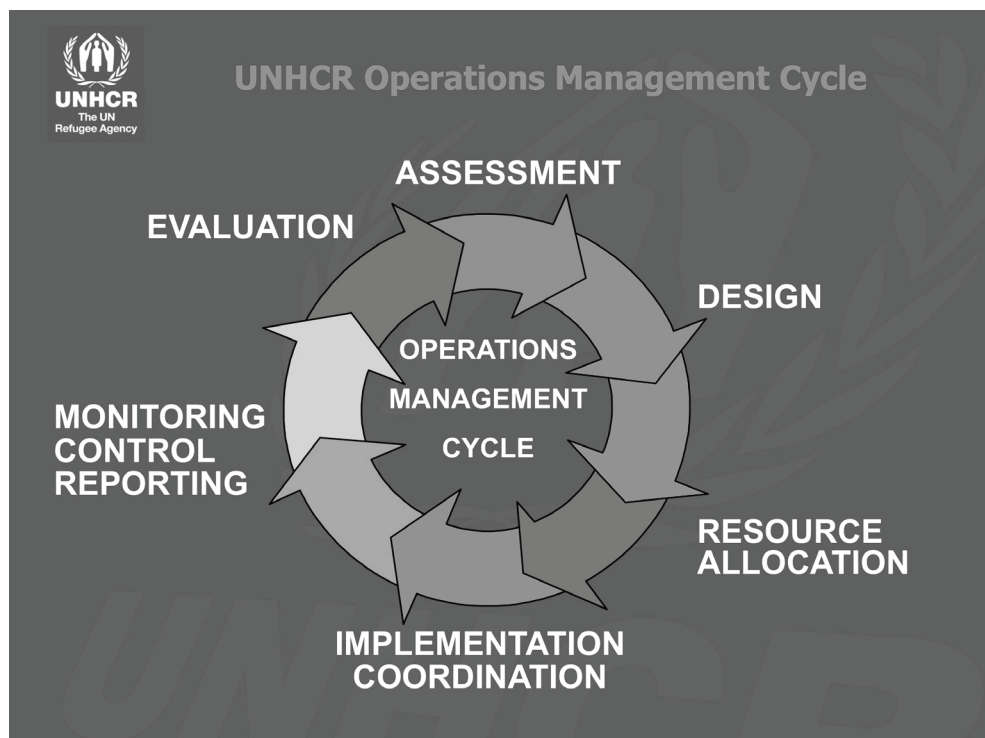 UNHCR
The UN
Refugee Agency
UNHCR Operations Management Cycle
ASSESSMENT
EVALUATION
DESIGN
OPERATIONS
MANAGEMENT
CYCLE
MONITORING
CONTROL
REPORTING
RESOURCE
ALLOCATION
IMPLEMENTATION
COORDINATION
UNHCR